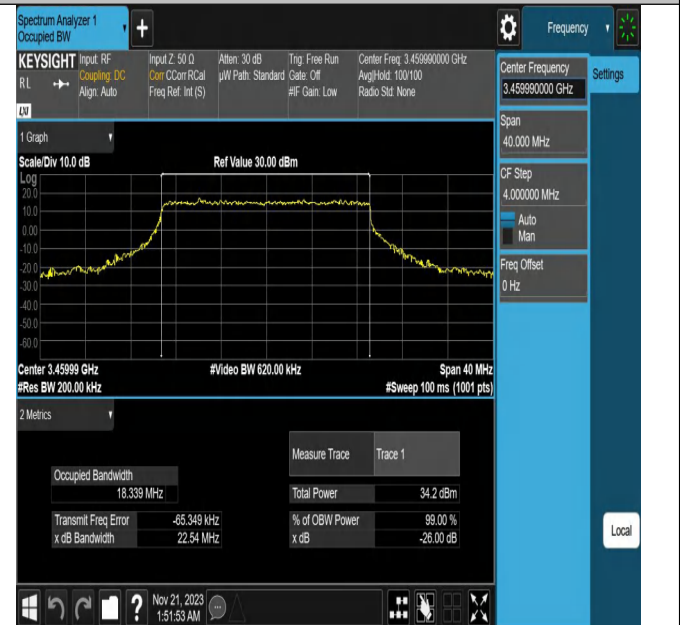 Spectrum Analyzer 1
Occupied BW
+
Frequency
KEYSIGHT Input: RF Input Z: 50 Ω Atten: 30 dB Trig: Free Run Center Freq: 3.459990000 GHz
RL Coupling: DC Corr CCorr RCal µW Path: Standard Gate: Off Avg|Hold: 100/100
Align: Auto Freq Ref: Int (S) #IF Gain: Low Radio Std: None
LXI
Center Frequency
3.459990000 GHz
Settings
Span
40.000 MHz
CF Step
4.000000 MHz
Auto
Man
Freq Offset
0 Hz
Local
1 Graph
Scale/Div 10.0 dB Ref Value 30.00 dBm
Log
20.0
10.0
0.00
-10.0
-20.0
-30.0
-40.0
-50.0
-60.0
Center 3.45999 GHz #Video BW 620.00 kHz Span 40 MHz
#Res BW 200.00 kHz #Sweep 100 ms (1001 pts)
2 Metrics
Measure Trace Trace 1
Occupied Bandwidth
18.339 MHz Total Power 34.2 dBm
Transmit Freq Error -65.349 kHz % of OBW Power 99.00 %
x dB Bandwidth 22.54 MHz x dB -26.00 dB
? Nov 21, 2023
1:51:53 AM